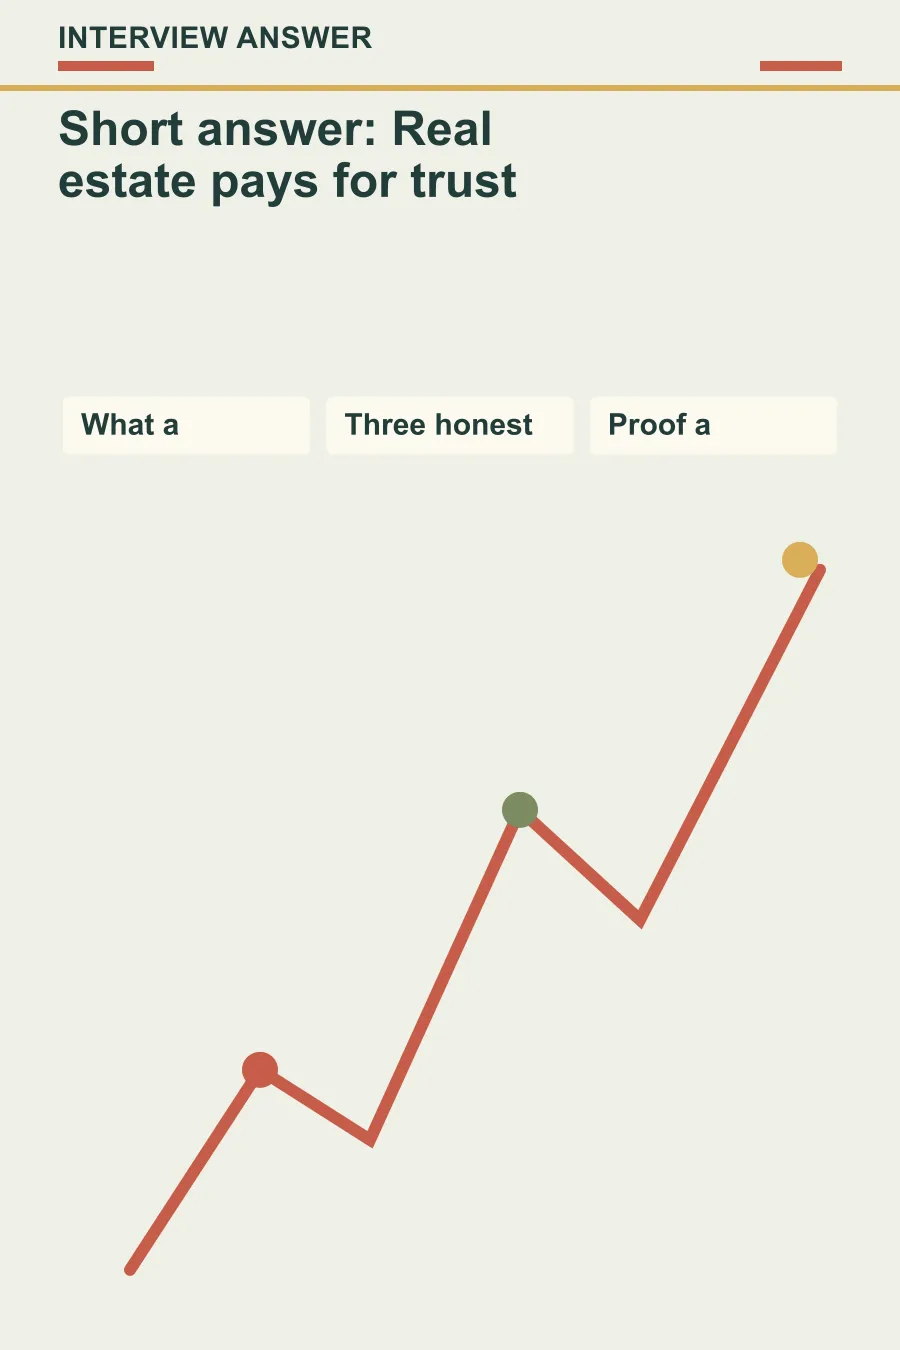 INTERVIEW ANSWER
Short answer: Real
estate pays for trust
What a
Three honest
Proof a